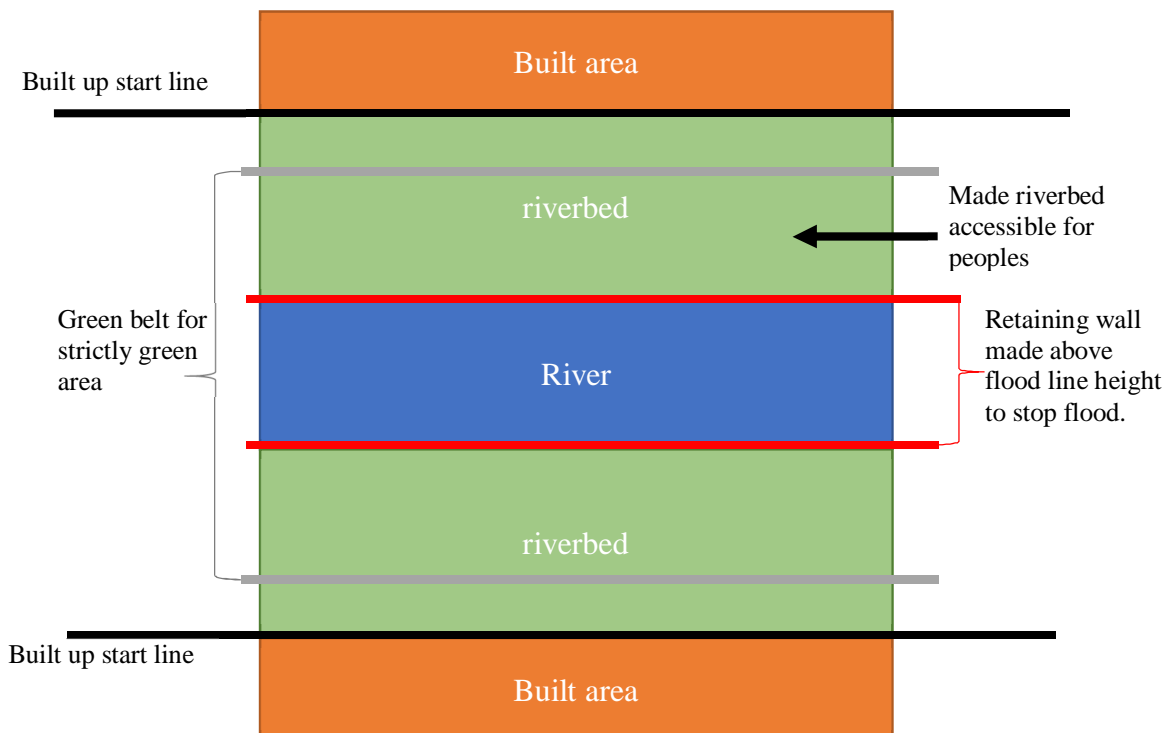 Built area
Built up start line
riverbed
Made riverbed
accessible for
peoples
Green belt for
strictly green
area
River
Retaining wall
made above
flood line height
to stop flood.
riverbed
Built up start line
Built area